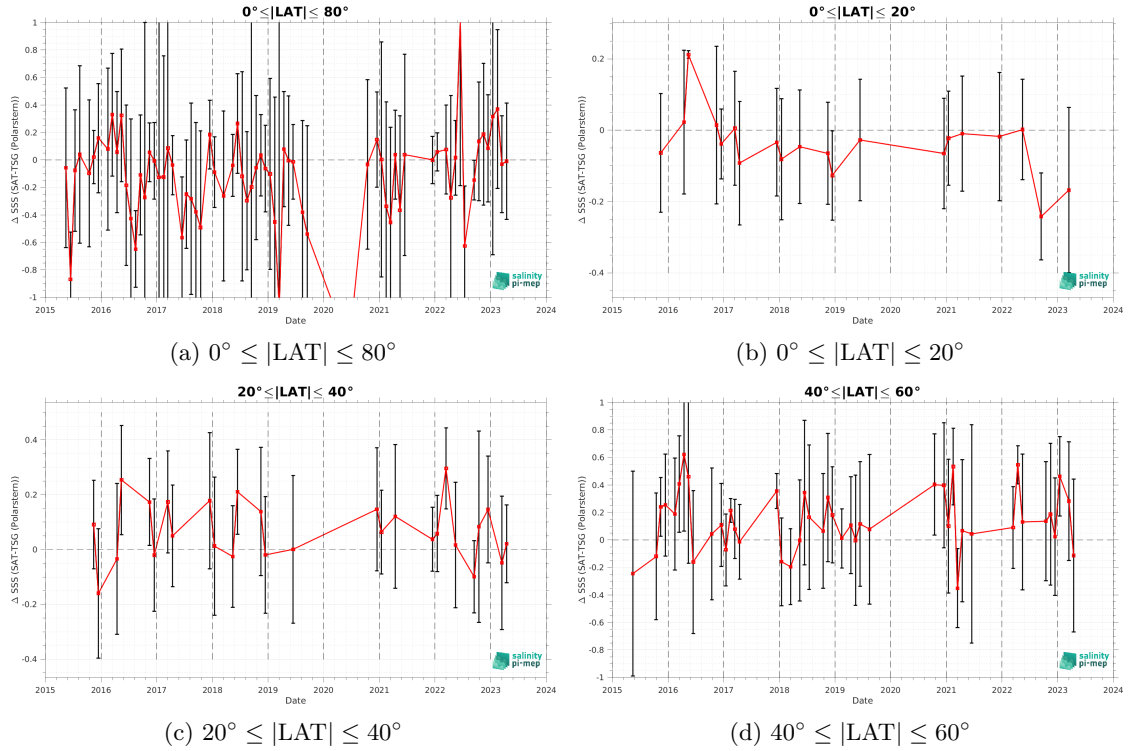 0°≤|LAT|≤ 80°
Δ SSS (SAT-TSG (Polarstern))
1
0.8
0.6
0.4
0.2
0
-0.2
-0.4
-0.6
-0.8
-1
2015 2016 2017 2018 2019 2020 2021 2022 2023 2024
Date
salinity
pi-mep
(a) 0° ≤ |LAT| ≤ 80°
0°≤|LAT|≤ 20°
Δ SSS (SAT-TSG (Polarstern))
0.2
0
-0.2
-0.4
2015 2016 2017 2018 2019 2020 2021 2022 2023 2024
Date
salinity
pi-mep
(b) 0° ≤ |LAT| ≤ 20°
20°≤|LAT|≤ 40°
Δ SSS (SAT-TSG (Polarstern))
0.4
0.2
0
-0.2
-0.4
2015 2016 2017 2018 2019 2020 2021 2022 2023 2024
Date
salinity
pi-mep
(c) 20° ≤ |LAT| ≤ 40°
40°≤|LAT|≤ 60°
Δ SSS (SAT-TSG (Polarstern))
1
0.8
0.6
0.4
0.2
0
-0.2
-0.4
-0.6
-0.8
-1
2015 2016 2017 2018 2019 2020 2021 2022 2023 2024
Date
salinity
pi-mep
(d) 40° ≤ |LAT| ≤ 60°